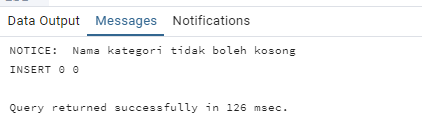 Data Output Messages Notifications
NOTICE:  Nama kategori tidak boleh kosong
INSERT 0 0
Query returned successfully in 126 msec.